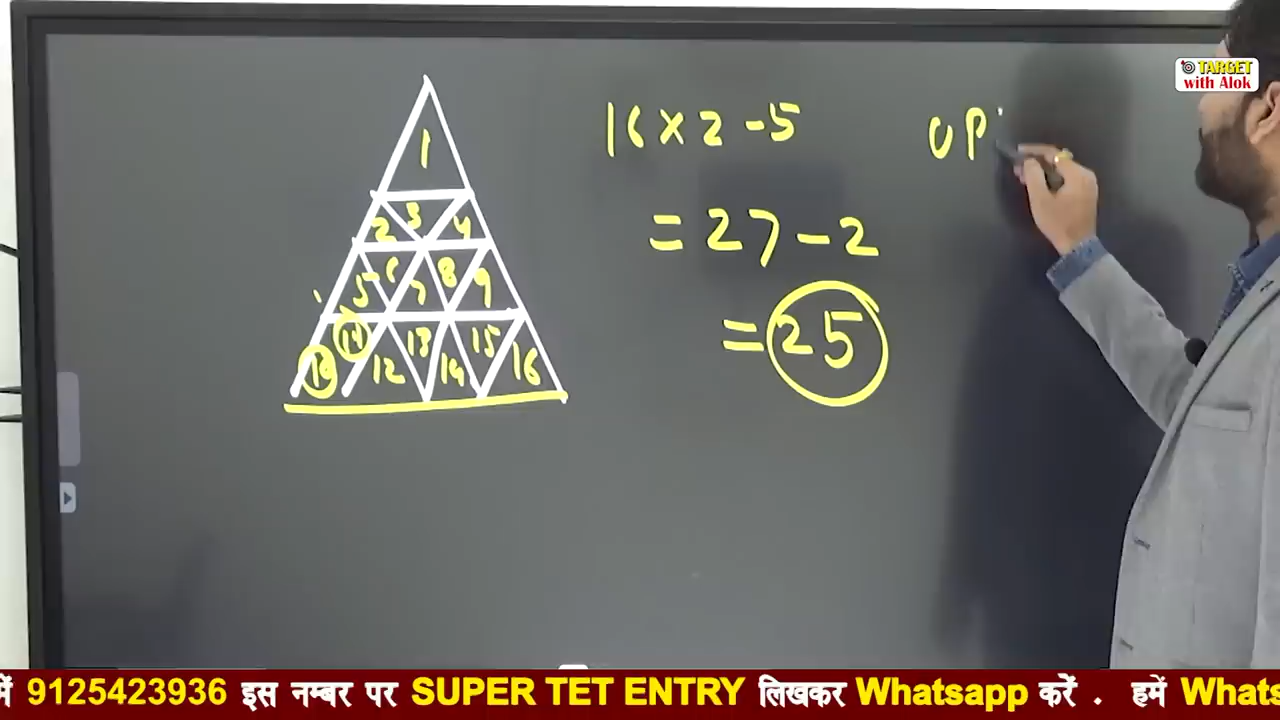 TARGET
with Alok
1
16 × 2 - 5
UP
2 3 4
= 27 - 2
5 6 7 8 9
= 25
10 11 12 13 14 15 16
में 9125423936 इस नम्बर पर SUPER TET ENTRY लिखकर Whatsapp करें . हमें Whats